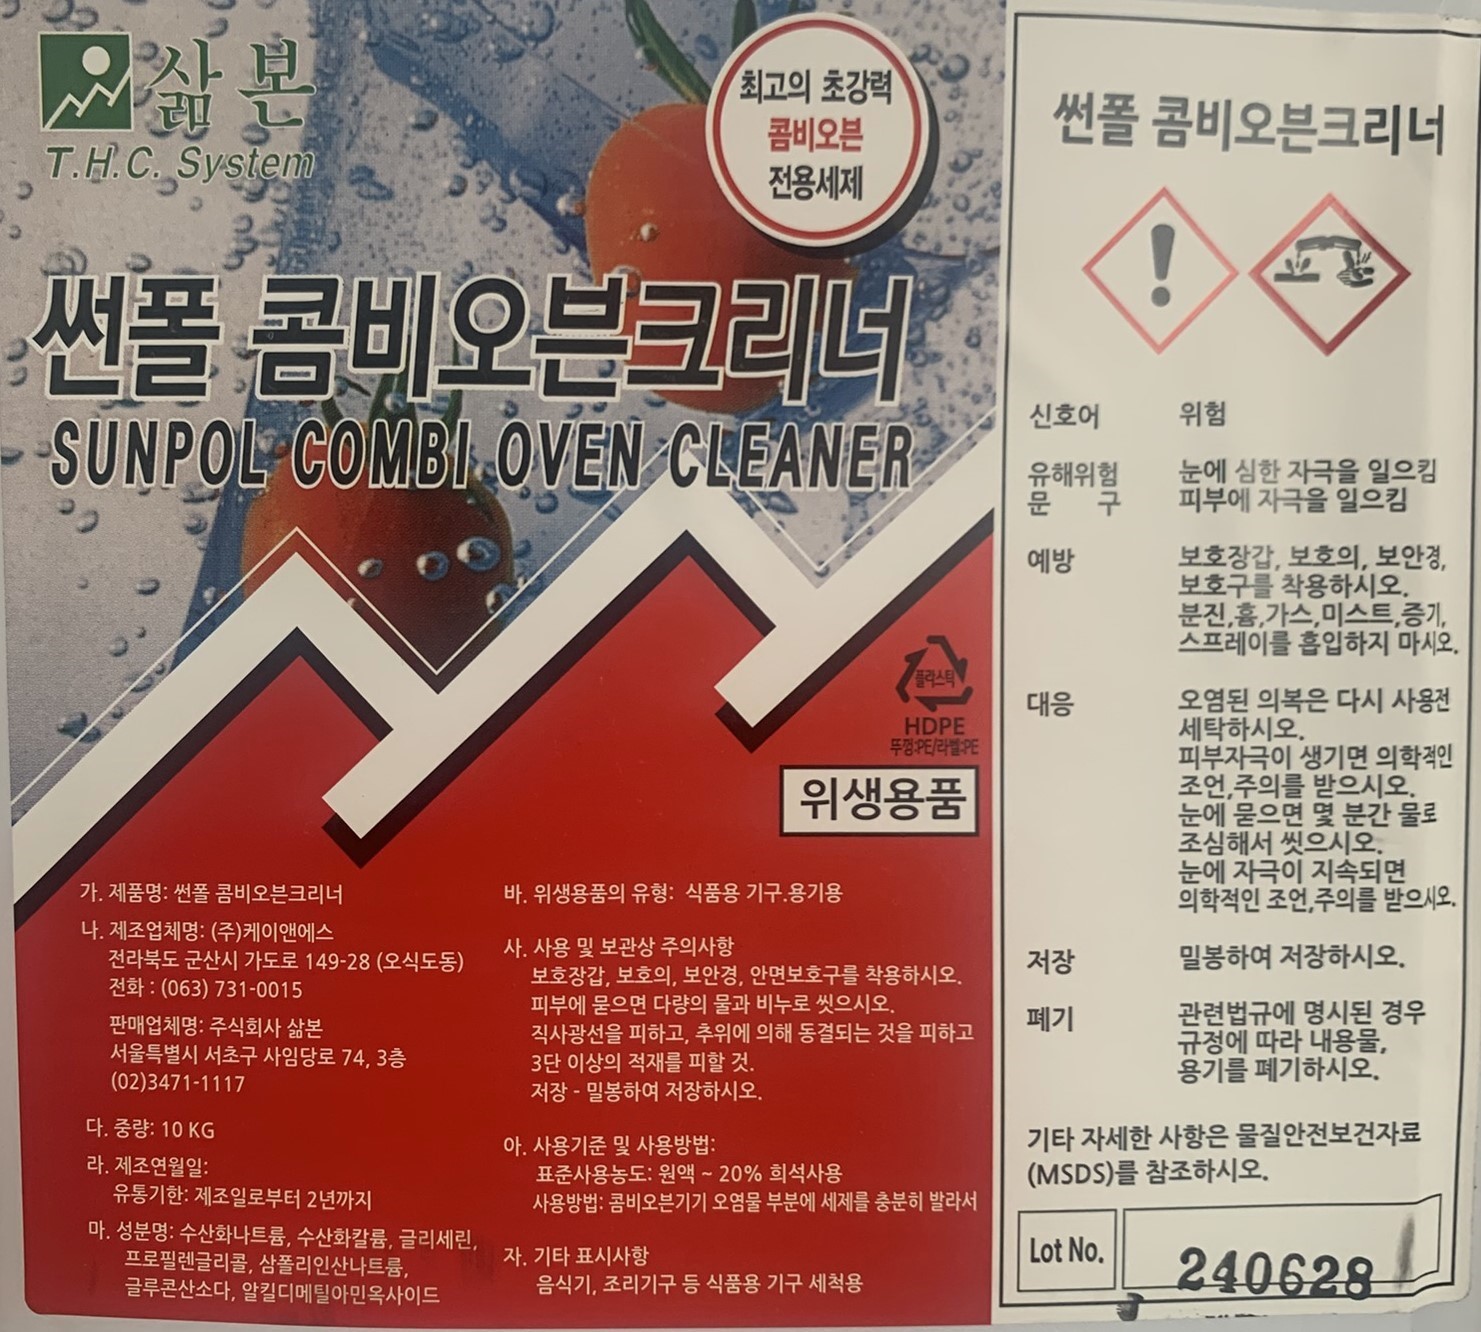 삶 본
T.H.C. System
최고의 초강력
콤비오븐
전용세제
썬폴 콤비오븐크리너
SUNPOL COMBI OVEN CLEANER
플라스틱
HDPE
뚜껑:PE/라벨:PE
위생용품
가. 제품명: 썬폴 콤비오븐크리너
나. 제조업체명: (주)케이앤에스
전라북도 군산시 가도로 149-28 (오식도동)
전화 : (063) 731-0015
판매업체명: 주식회사 삶본
서울특별시 서초구 사임당로 74, 3층
(02)3471-1117
다. 중량: 10 KG
라. 제조연월일:
유통기한: 제조일로부터 2년까지
마. 성분명: 수산화나트륨, 수산화칼륨, 글리세린,
프로필렌글리콜, 삼폴리인산나트륨,
글루콘산소다, 알킬디메틸아민옥사이드
바. 위생용품의 유형: 식품용 기구.용기용
사. 사용 및 보관상 주의사항
보호장갑, 보호의, 보안경, 안면보호구를 착용하시오.
피부에 묻으면 다량의 물과 비누로 씻으시오.
직사광선을 피하고, 추위에 의해 동결되는 것을 피하고
3단 이상의 적재를 피할 것.
저장 - 밀봉하여 저장하시오.
아. 사용기준 및 사용방법:
표준사용농도: 원액 ~ 20% 희석사용
사용방법: 콤비오븐기기 오염물 부분에 세제를 충분히 발라서
자. 기타 표시사항
음식기, 조리기구 등 식품용 기구 세척용
썬폴 콤비오븐크리너
신호어 위험
유해위험 눈에 심한 자극을 일으킴
문 구 피부에 자극을 일으킴
예방 보호장갑, 보호의, 보안경,
보호구를 착용하시오.
분진,흄,가스,미스트,증기,
스프레이를 흡입하지 마시오.
대응 오염된 의복은 다시 사용전
세탁하시오.
피부자극이 생기면 의학적인
조언,주의를 받으시오.
눈에 묻으면 몇 분간 물로
조심해서 씻으시오.
눈에 자극이 지속되면
의학적인 조언,주의를 받으시오.
저장 밀봉하여 저장하시오.
폐기 관련법규에 명시된 경우
규정에 따라 내용물,
용기를 폐기하시오.
기타 자세한 사항은 물질안전보건자료
(MSDS)를 참조하시오.
Lot No. 240628